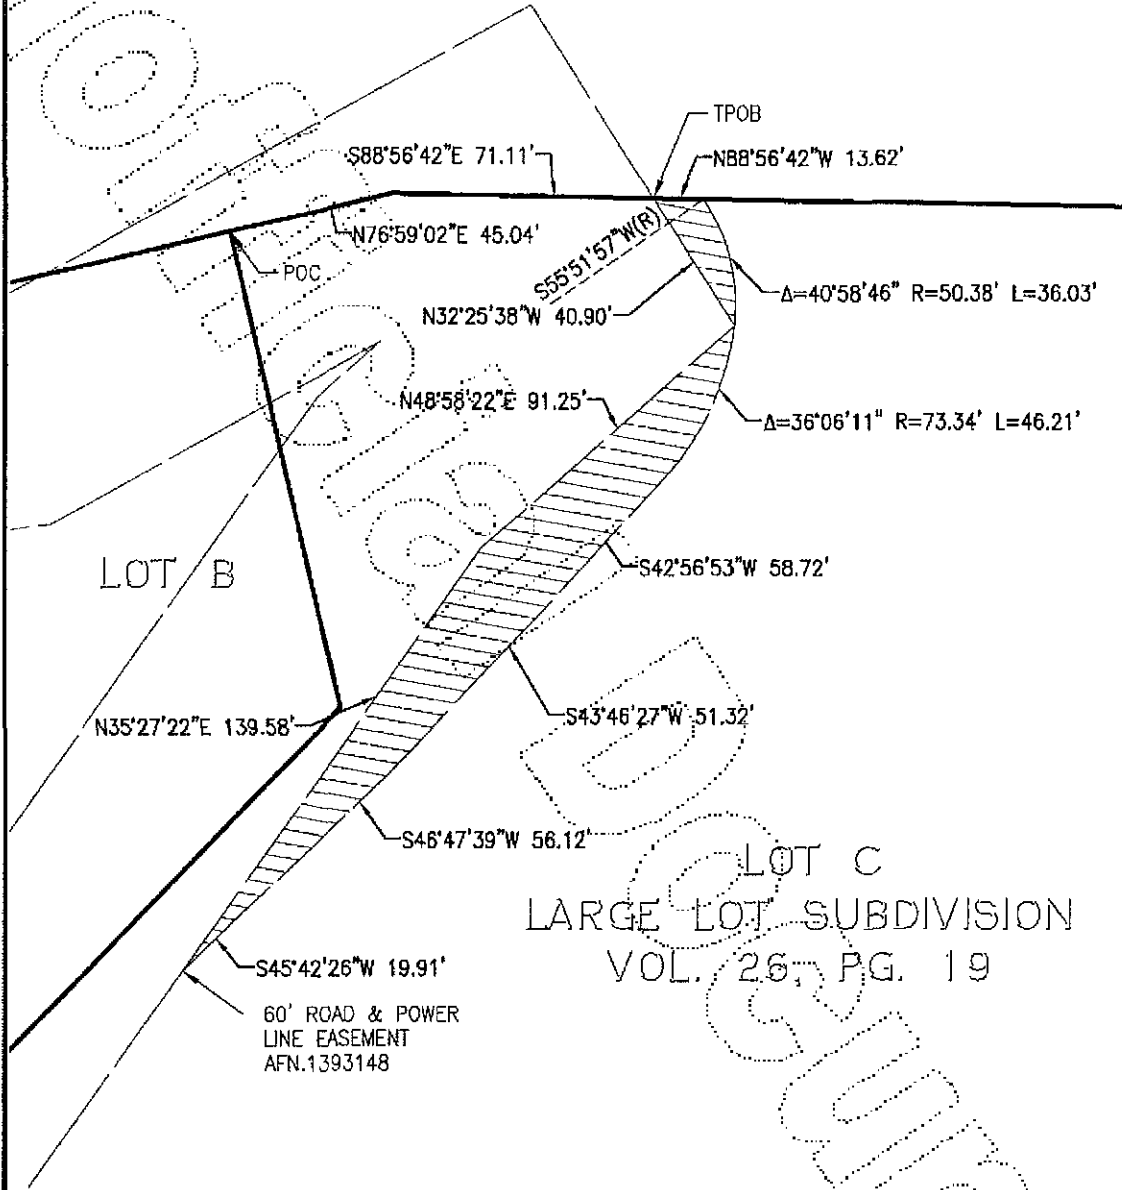 TPOB
S88°56'42"E 71.11'
N88°56'42"W 13.62'
N76°59'02"E 45.04'
S55°51'57"W(R)
POC
Δ=40°58'46" R=50.38' L=36.03'
N32°25'38"W 40.90'
N48°58'22"E 91.25'
Δ=36°06'11" R=73.34' L=46.21'
LOT B
S42°56'53"W 58.72'
N35°27'22"E 139.58'
S43°46'27"W 51.32'
S46°47'39"W 56.12'
LOT C
LARGE LOT SUBDIVISION
VOL. 26, PG. 19
S45°42'26"W 19.91'
60' ROAD & POWER
LINE EASEMENT
AFN.1393148